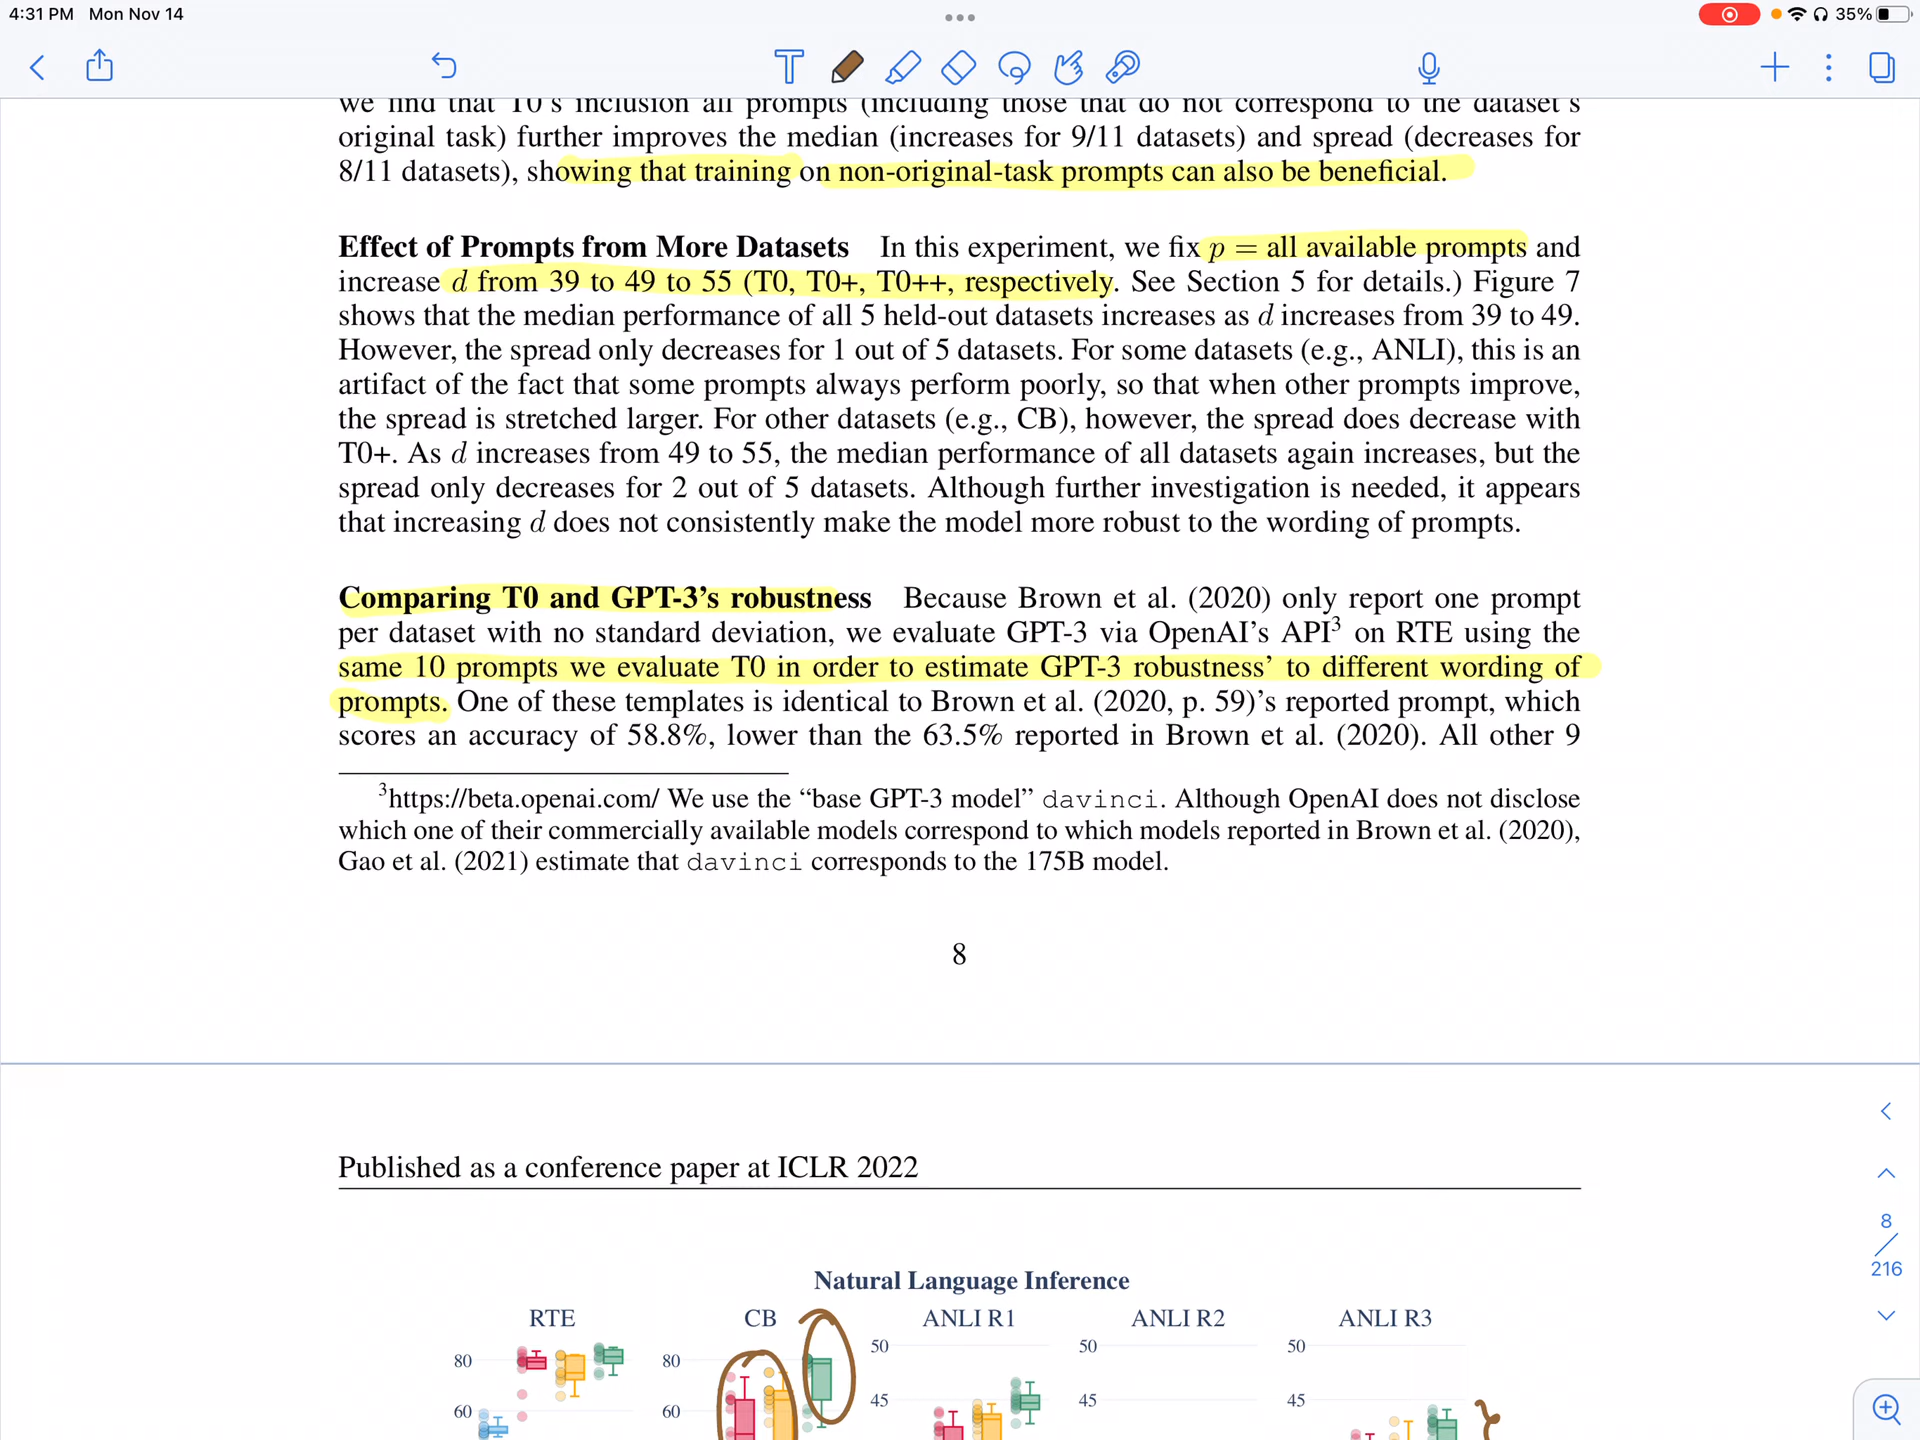 4:31 PM Mon Nov 14
35%
we find that T0's inclusion all prompts (including those that do not correspond to the dataset's
original task) further improves the median (increases for 9/11 datasets) and spread (decreases for
8/11 datasets), showing that training on non-original-task prompts can also be beneficial.
Effect of Prompts from More Datasets In this experiment, we fix p = all available prompts and
increase d from 39 to 49 to 55 (T0, T0+, T0++, respectively. See Section 5 for details.) Figure 7
shows that the median performance of all 5 held-out datasets increases as d increases from 39 to 49.
However, the spread only decreases for 1 out of 5 datasets. For some datasets (e.g., ANLI), this is an
artifact of the fact that some prompts always perform poorly, so that when other prompts improve,
the spread is stretched larger. For other datasets (e.g., CB), however, the spread does decrease with
T0+. As d increases from 49 to 55, the median performance of all datasets again increases, but the
spread only decreases for 2 out of 5 datasets. Although further investigation is needed, it appears
that increasing d does not consistently make the model more robust to the wording of prompts.
Comparing T0 and GPT-3's robustness Because Brown et al. (2020) only report one prompt
per dataset with no standard deviation, we evaluate GPT-3 via OpenAI's API3 on RTE using the
same 10 prompts we evaluate T0 in order to estimate GPT-3 robustness' to different wording of
prompts. One of these templates is identical to Brown et al. (2020, p. 59)'s reported prompt, which
scores an accuracy of 58.8%, lower than the 63.5% reported in Brown et al. (2020). All other 9
3https://beta.openai.com/ We use the "base GPT-3 model" davinci. Although OpenAI does not disclose
which one of their commercially available models correspond to which models reported in Brown et al. (2020),
Gao et al. (2021) estimate that davinci corresponds to the 175B model.
8
Published as a conference paper at ICLR 2022
8
216
Natural Language Inference
RTE CB ANLI R1 ANLI R2 ANLI R3
80 80 50 50 50
60 60 45 45 45